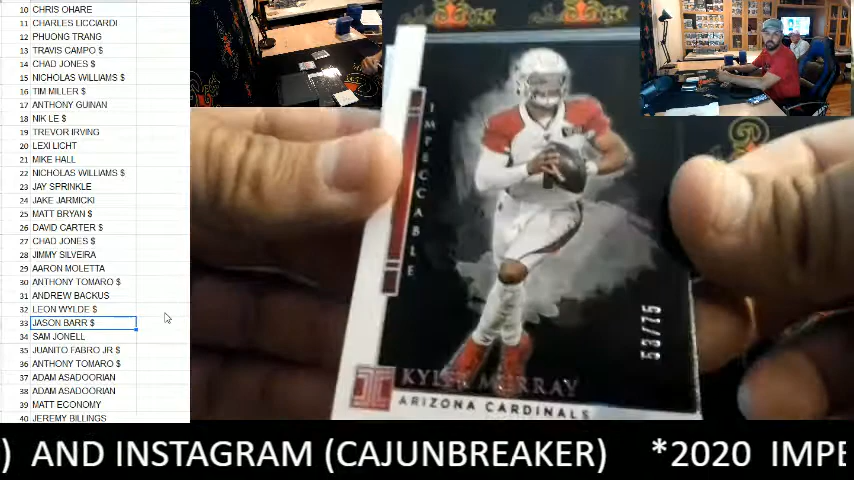 10 CHRIS OHARE
11 CHARLES LICCIARDI
12 PHUONG TRANG
13 TRAVIS CAMPO $
14 CHAD JONES $
15 NICHOLAS WILLIAMS $
16 TIM MILLER $
17 ANTHONY GUINAN
18 NIK LE $
19 TREVOR IRVING
20 LEXI LICHT
21 MIKE HALL
22 NICHOLAS WILLIAMS $
23 JAY SPRINKLE
24 JAKE JARMICKI
25 MATT BRYAN $
26 DAVID CARTER $
27 CHAD JONES $
28 JIMMY SILVEIRA
29 AARON MOLETTA
30 ANTHONY TOMARO $
31 ANDREW BACKUS
32 LEON WYLDE $
33 JASON BARR $
34 SAM JONELL
35 JUANITO FABRO JR $
36 ANTHONY TOMARO $
37 ADAM ASADOORIAN
38 ADAM ASADOORIAN
39 MATT ECONOMY
40 JEREMY BILLINGS
IMPECCABLE
53/75
KYLER MURRAY
ARIZONA CARDINALS
) AND INSTAGRAM (CAJUNBREAKER) *2020 IMPE